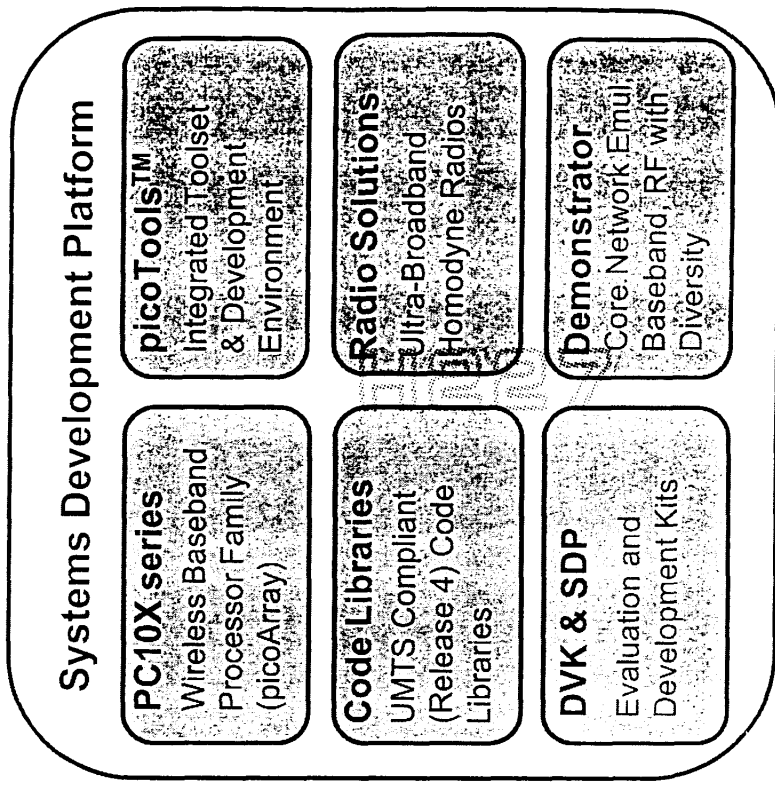 Systems Development Platform
PC10X series
Wireless Baseband
Processor Family
(picoArray)
picoTools™
Integrated Toolset
& Development
Environment
Code Libraries
UMTS Compliant
(Release 4) Code
Libraries
Radio Solutions
Ultra-Broadband
Homodyne Radios
DVK & SDP
Evaluation and
Development Kits
Demonstrator
Core Network Emul,
Baseband, RF with
Diversity